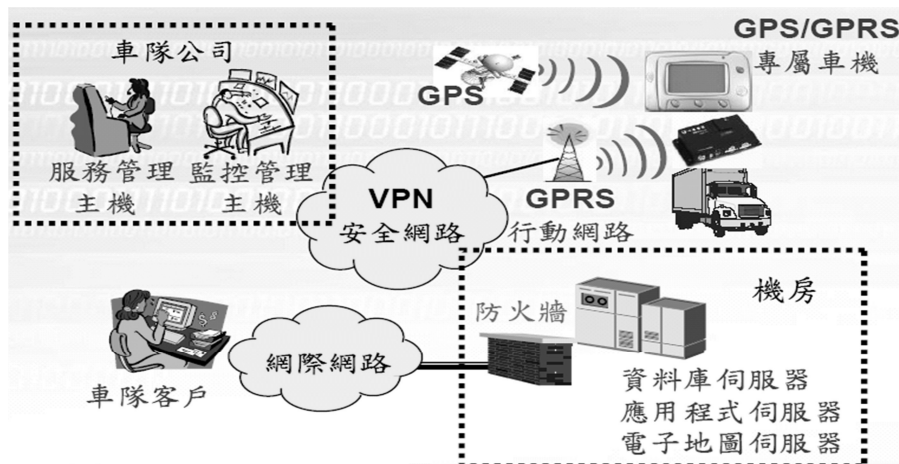 GPS/GPRS
專屬車機
車隊公司
GPS
服務管理
主機
監控管理
主機
VPN
安全網路
GPRS
行動網路
機房
防火牆
網際網路
車隊客戶
資料庫伺服器
應用程式伺服器
電子地圖伺服器